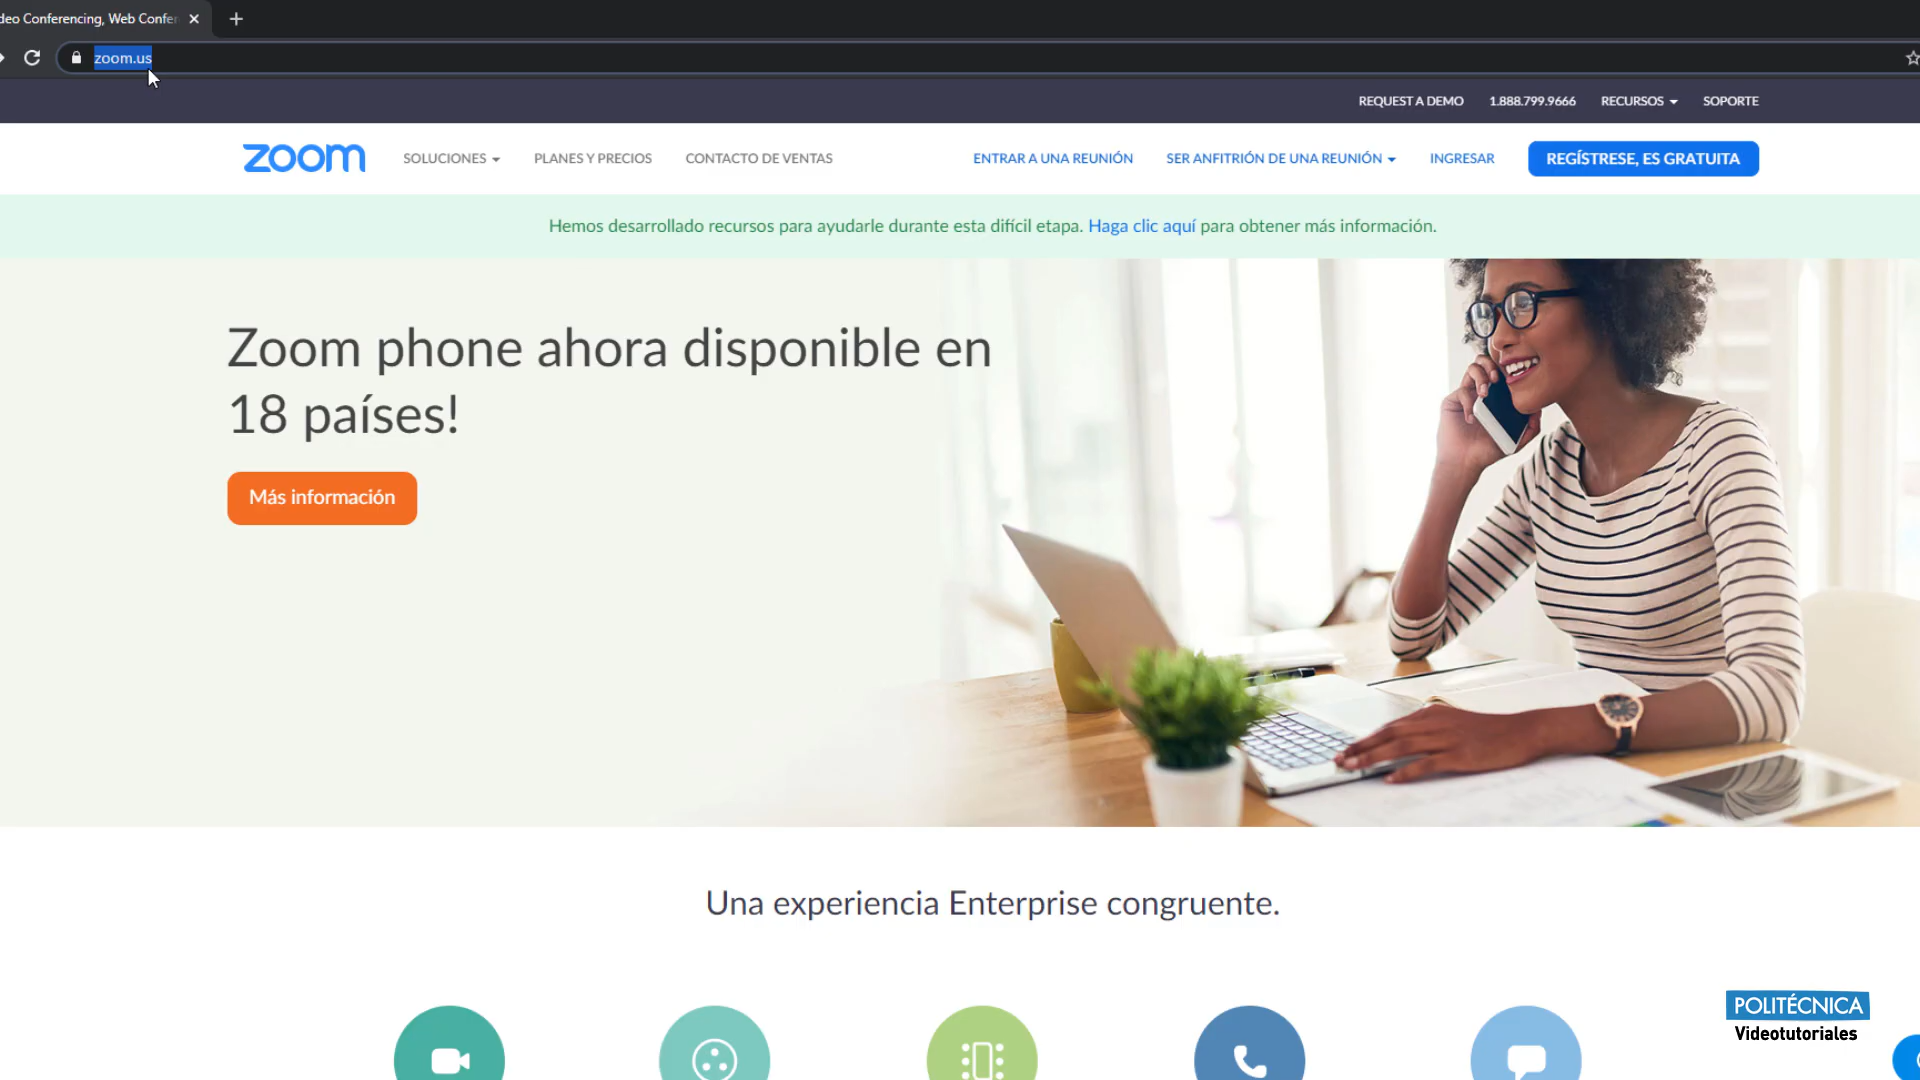 deo Conferencing, Web Confer
zoom.us
REQUEST A DEMO 1.888.799.9666 RECURSOS SOPORTE
zoom SOLUCIONES PLANES Y PRECIOS CONTACTO DE VENTAS ENTRAR A UNA REUNIÓN SER ANFITRIÓN DE UNA REUNIÓN INGRESAR REGÍSTRESE, ES GRATUITA
Hemos desarrollado recursos para ayudarle durante esta difícil etapa. Haga clic aquí para obtener más información.
Zoom phone ahora disponible en
18 países!
Más información
Una experiencia Enterprise congruente.
POLITÉCNICA
Videotutoriales